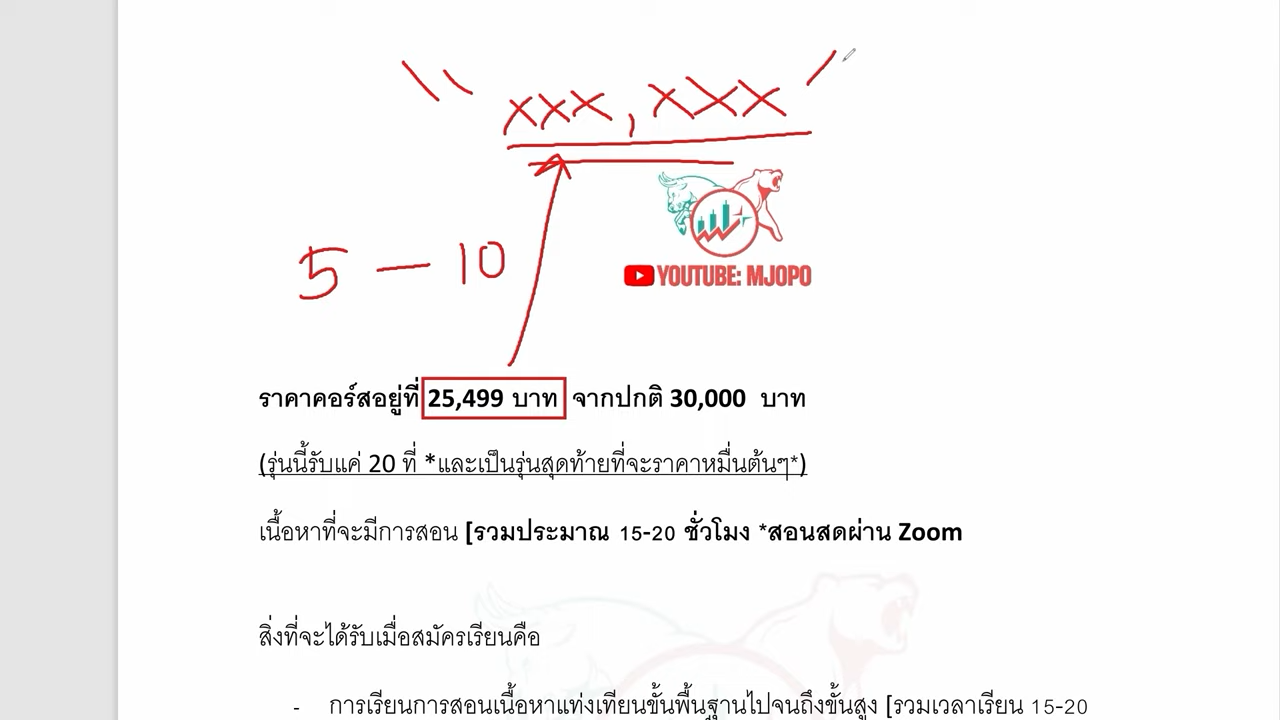 " xxx,xxx "
5 — 10
YOUTUBE: MJOPO
ราคาคอร์สอยู่ที่ 25,499 บาท จากปกติ 30,000 บาท
(รุ่นนี้รับแค่ 20 ที่ *และเป็นรุ่นสุดท้ายที่จะราคาหมื่นต้นๆ*)
เนื้อหาที่จะมีการสอน [รวมประมาณ 15-20 ชั่วโมง *สอนสดผ่าน Zoom
สิ่งที่จะได้รับเมื่อสมัครเรียนคือ
- การเรียนการสอนเนื้อหาแท่งเทียนขั้นพื้นฐานไปจนถึงขั้นสูง [รวมเวลาเรียน 15-20